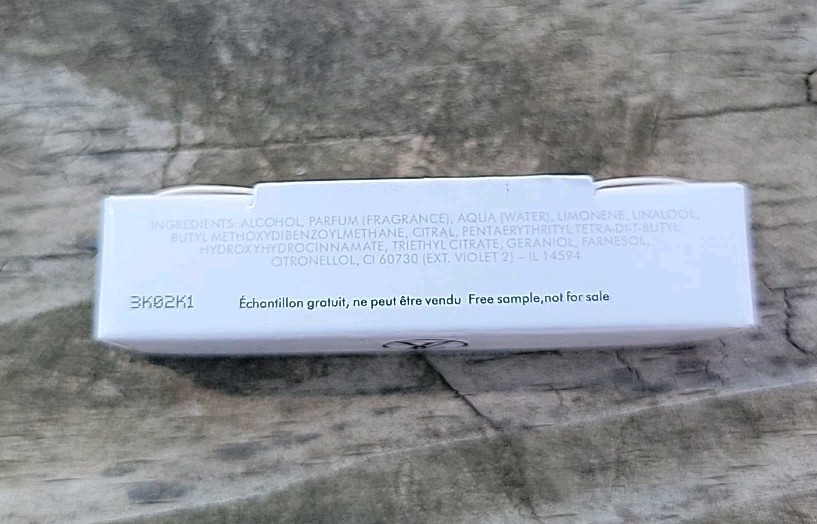 INGREDIENTS: ALCOHOL, PARFUM (FRAGRANCE), AQUA (WATER), LIMONENE, LINALOOL,
BUTYL METHOXYDIBENZOYLMETHANE, CITRAL, PENTAERYTHRITYL TETRA-DI-T-BUTYL
HYDROXYHYDROCINNAMATE, TRIETHYL CITRATE, GERANIOL, FARNESOL,
CITRONELLOL, CI 60730 (EXT. VIOLET 2) – IL 14594
3K02K1
Échantillon gratuit, ne peut être vendu Free sample,not for sale